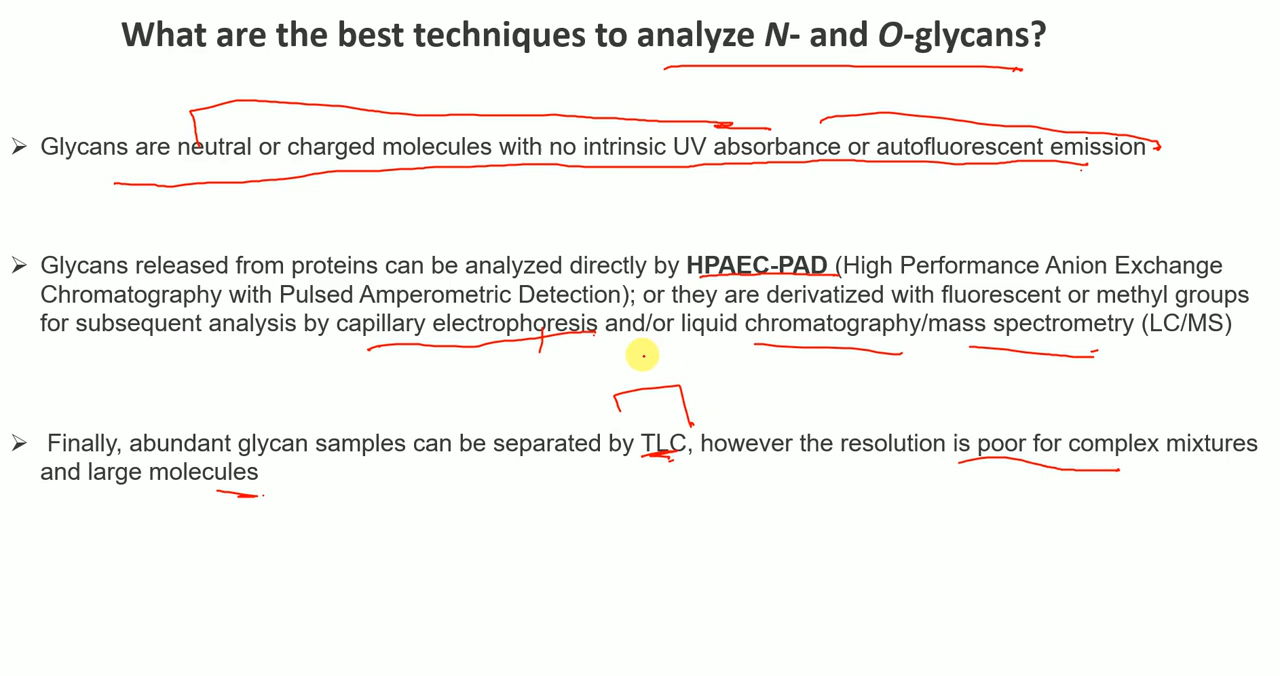 What are the best techniques to analyze N- and O-glycans?
➢ Glycans are neutral or charged molecules with no intrinsic UV absorbance or autofluorescent emission
➢ Glycans released from proteins can be analyzed directly by HPAEC-PAD (High Performance Anion Exchange
Chromatography with Pulsed Amperometric Detection); or they are derivatized with fluorescent or methyl groups
for subsequent analysis by capillary electrophoresis and/or liquid chromatography/mass spectrometry (LC/MS)
➢ Finally, abundant glycan samples can be separated by TLC, however the resolution is poor for complex mixtures
and large molecules